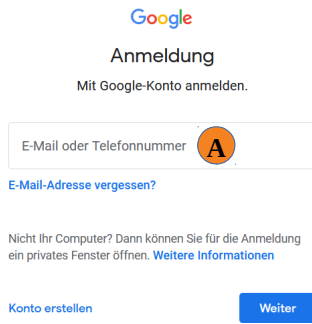 Google
Anmeldung
Mit Google-Konto anmelden.
E-Mail oder Telefonnummer A
E-Mail-Adresse vergessen?
Nicht Ihr Computer? Dann können Sie für die Anmeldung
ein privates Fenster öffnen. Weitere Informationen
Konto erstellen Weiter